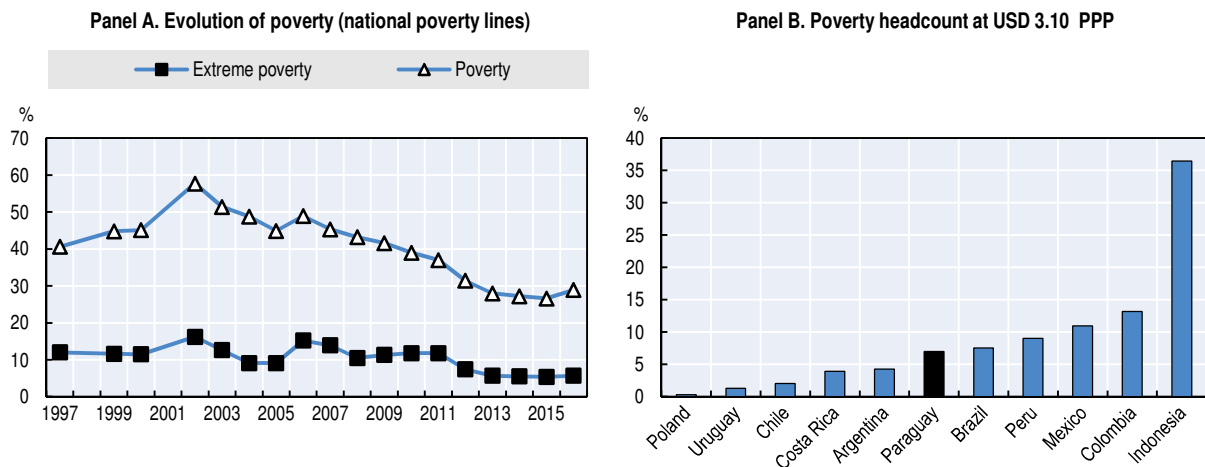 Panel A. Evolution of poverty (national poverty lines)
Extreme poverty
Poverty
%
70
60
50
40
30
20
10
0
1997 1999 2001 2003 2005 2007 2009 2011 2013 2015
Panel B. Poverty headcount at USD 3.10 PPP
%
40
35
30
25
20
15
10
5
0
Poland
Uruguay
Chile
Costa Rica
Argentina
Paraguay
Brazil
Peru
Mexico
Colombia
Indonesia